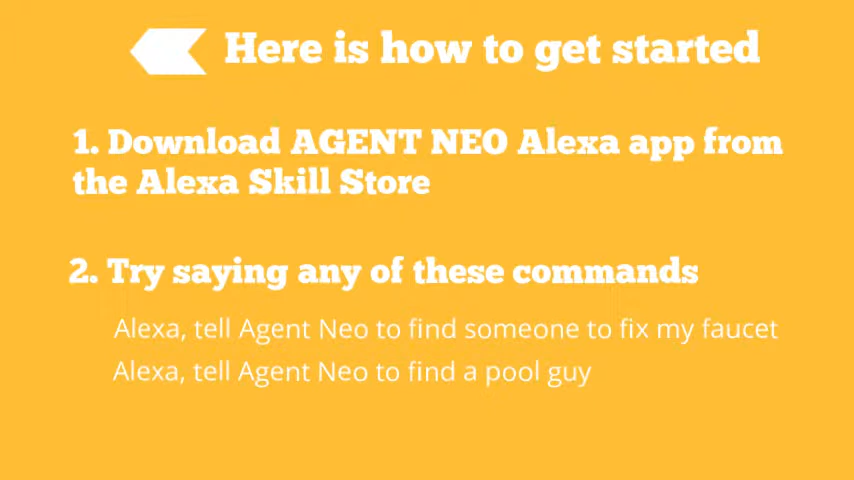 Here is how to get started
1. Download AGENT NEO Alexa app from
the Alexa Skill Store
2. Try saying any of these commands
Alexa, tell Agent Neo to find someone to fix my faucet
Alexa, tell Agent Neo to find a pool guy